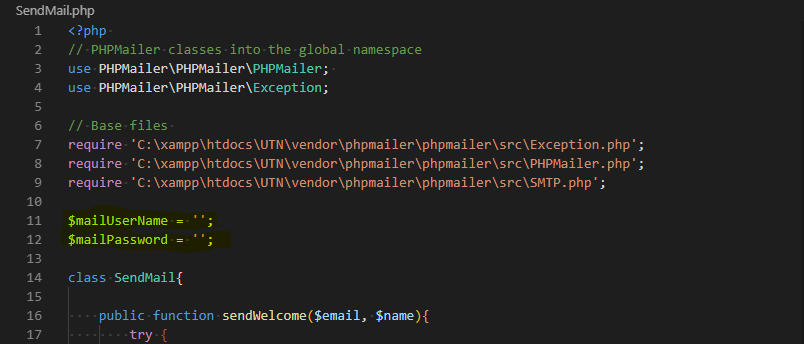 SendMail.php
1 <?php
2 // PHPMailer classes into the global namespace
3 use PHPMailer\PHPMailer\PHPMailer;
4 use PHPMailer\PHPMailer\Exception;
5
6 // Base files
7 require 'C:\xampp\htdocs\UTN\vendor\phpmailer\phpmailer\src\Exception.php';
8 require 'C:\xampp\htdocs\UTN\vendor\phpmailer\phpmailer\src\PHPMailer.php';
9 require 'C:\xampp\htdocs\UTN\vendor\phpmailer\phpmailer\src\SMTP.php';
10
11 $mailUserName = '';
12 $mailPassword = '';
13
14 class SendMail{
15
16 public function sendWelcome($email, $name){
17 try {